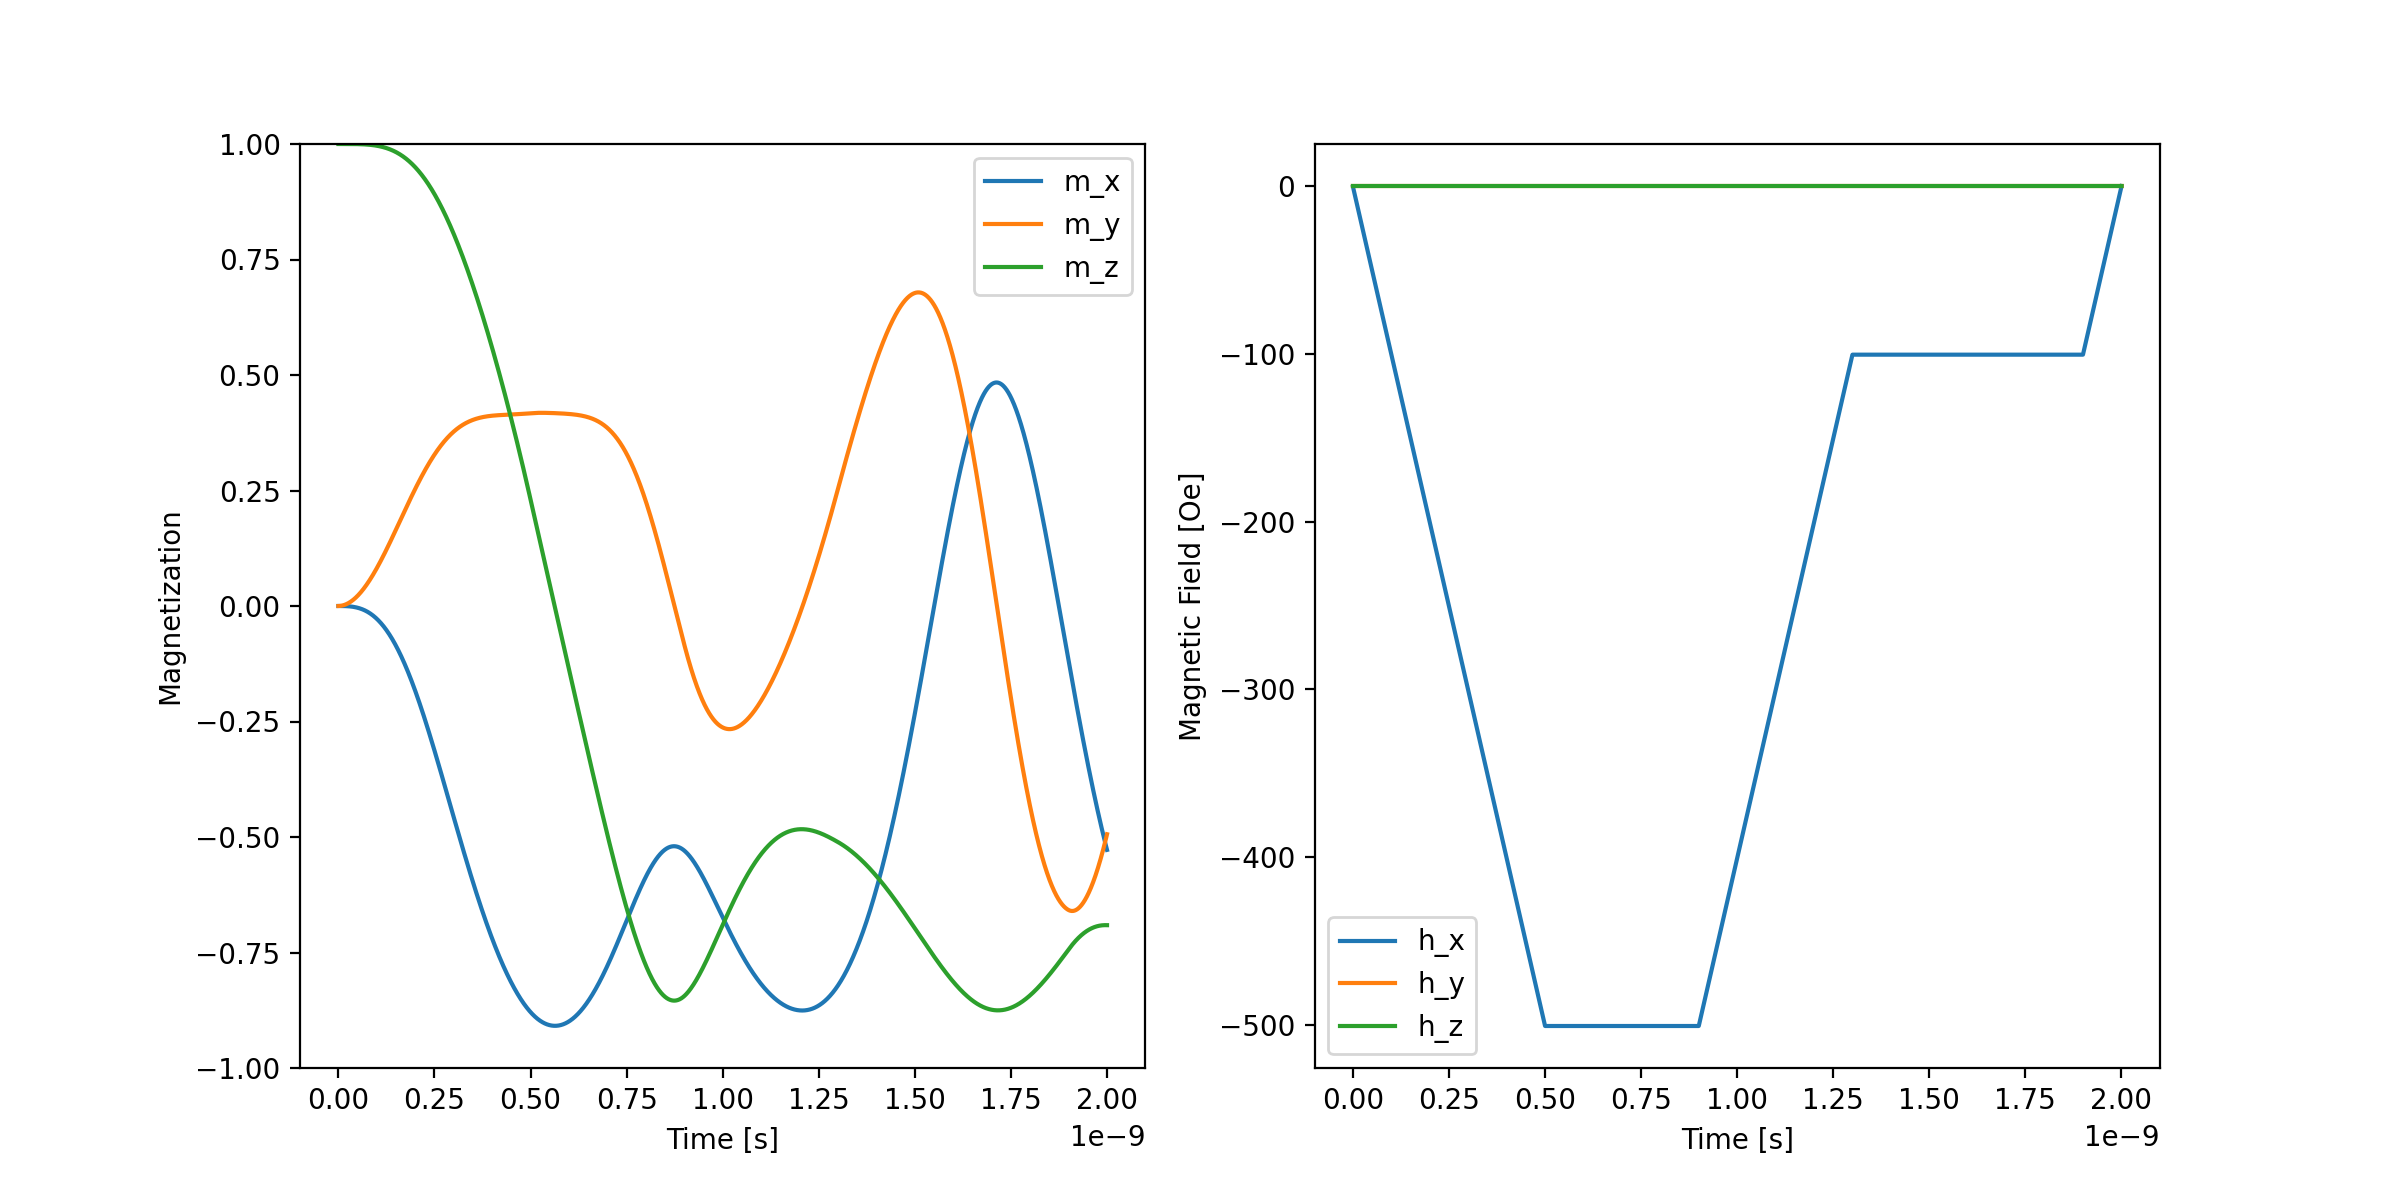 1.00
0.75
0.50
0.25
0.00
−0.25
−0.50
−0.75
−1.00
Magnetization
m_x
m_y
m_z
0.00 0.25 0.50 0.75 1.00 1.25 1.50 1.75 2.00
Time [s]
1e−9
0
−100
−200
−300
−400
−500
Magnetic Field [Oe]
h_x
h_y
h_z
0.00 0.25 0.50 0.75 1.00 1.25 1.50 1.75 2.00
Time [s]
1e−9